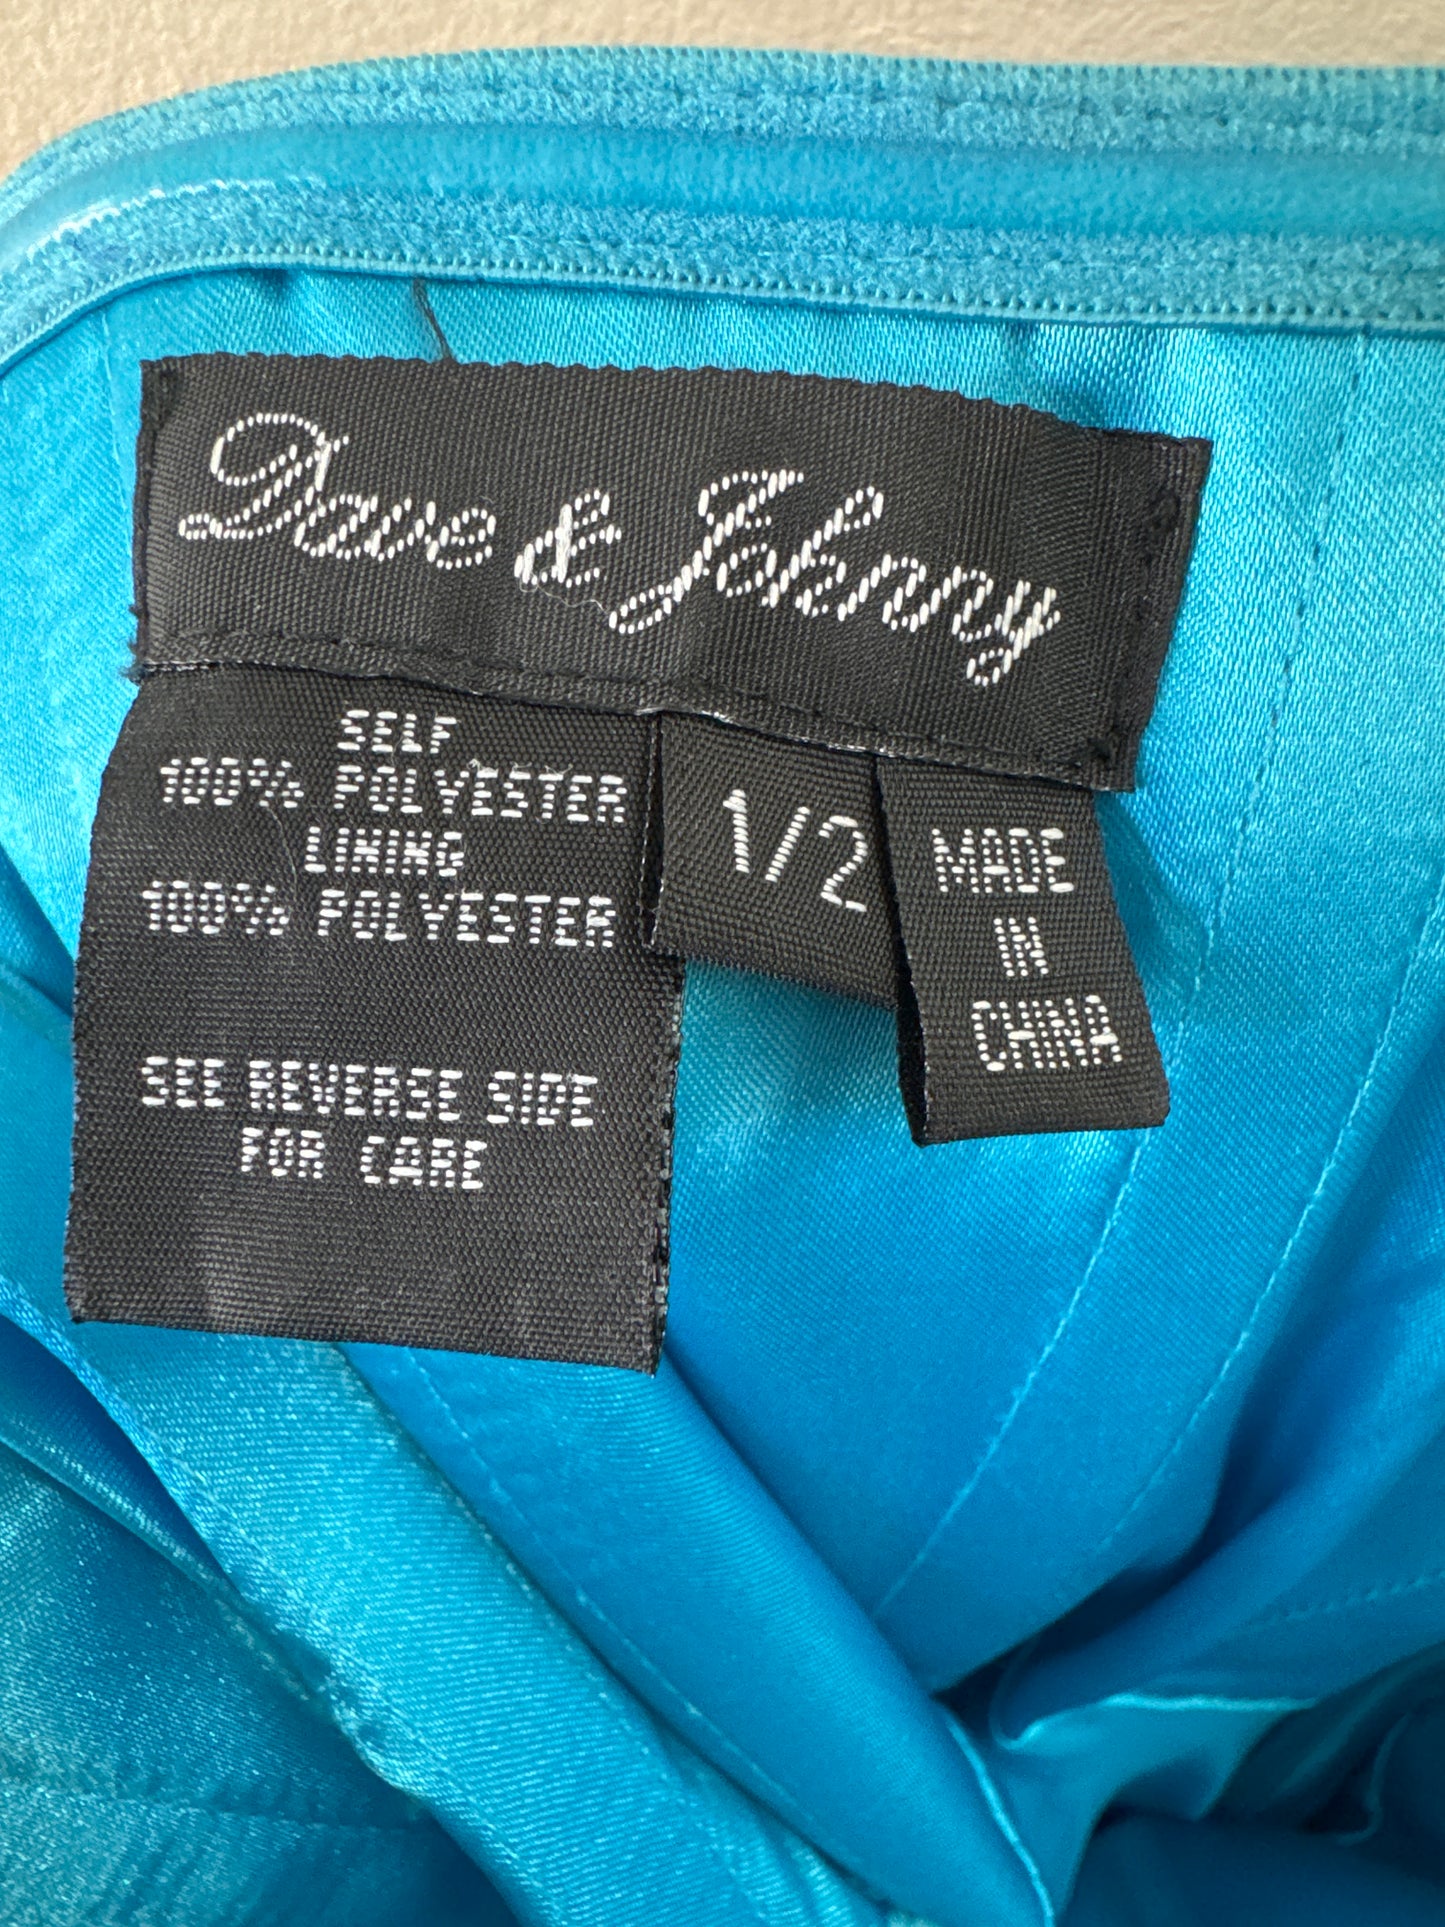 Dave & Johnny
SELF
100% POLYESTER
LINING
100% POLYESTER
SEE REVERSE SIDE
FOR CARE
1/2
MADE
IN
CHINA